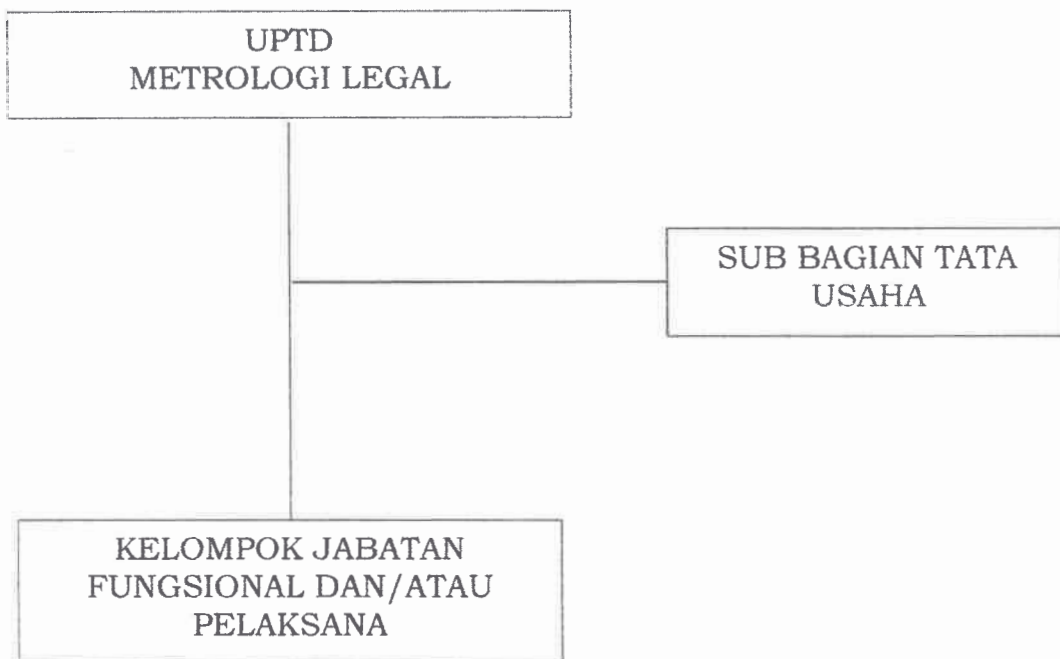 UPTD
METROLOGI LEGAL
SUB BAGIAN TATA
USAHA
KELOMPOK JABATAN
FUNGSIONAL DAN/ATAU
PELAKSANA